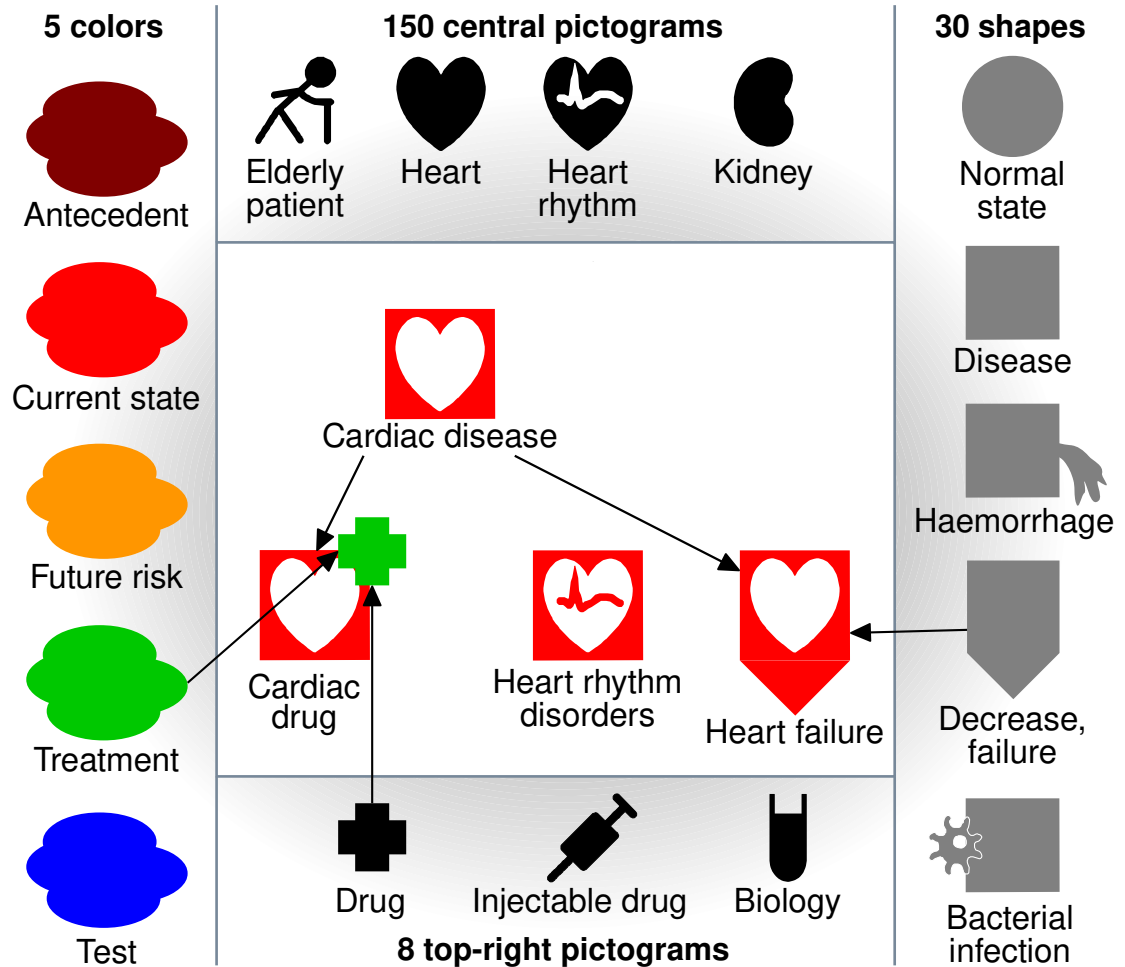 5 colors
Antecedent
Current state
Future risk
Treatment
Test
150 central pictograms
Elderly
patient
Heart
Heart
rhythm
Kidney
Cardiac disease
Cardiac
drug
Heart rhythm
disorders
Heart failure
Drug
Injectable drug
Biology
8 top-right pictograms
30 shapes
Normal
state
Disease
Haemorrhage
Decrease,
failure
Bacterial
infection